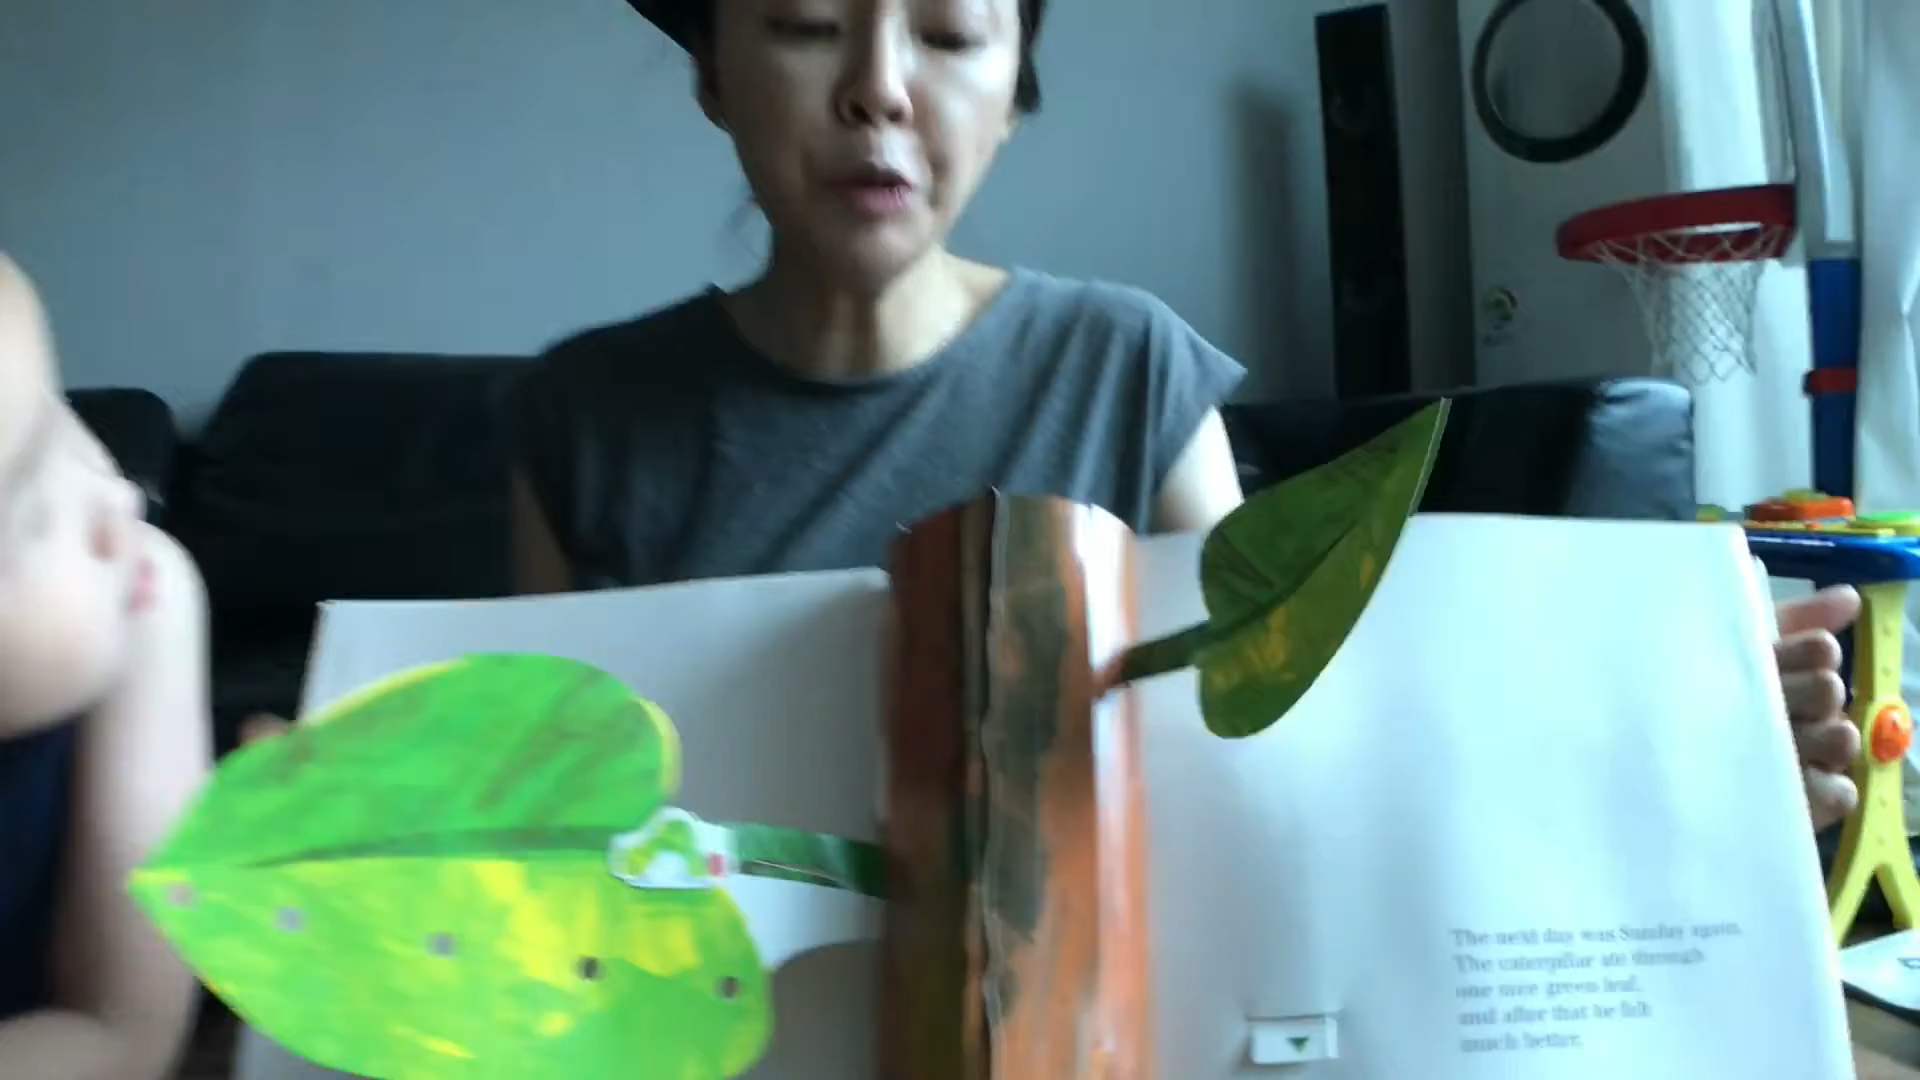 The next day was Sunday again.
The caterpillar ate through
one nice green leaf,
and after that he felt
much better.